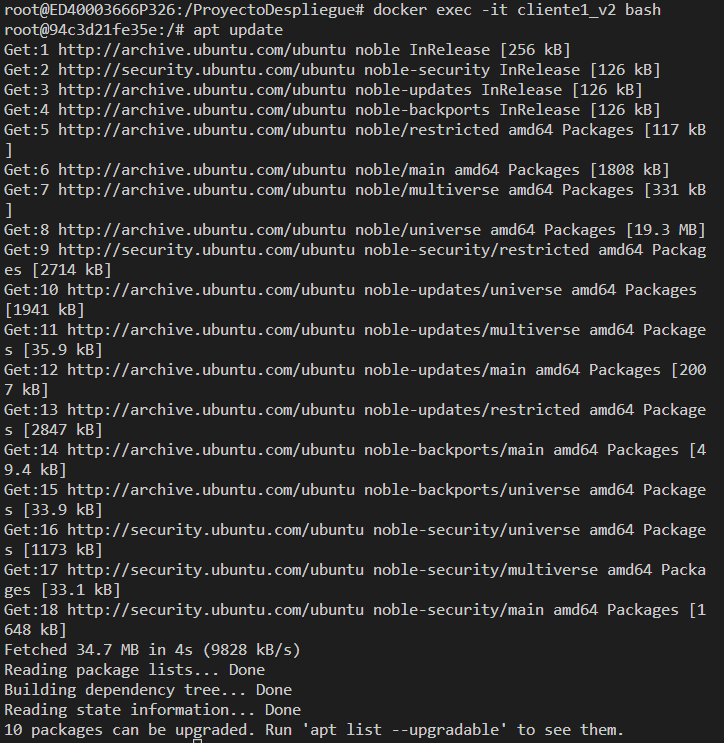 root@ED40003666P326:/ProyectoDespliegue# docker exec -it cliente1_v2 bash
root@94c3d21fe35e:/# apt update
Get:1 http://archive.ubuntu.com/ubuntu noble InRelease [256 kB]
Get:2 http://security.ubuntu.com/ubuntu noble-security InRelease [126 kB]
Get:3 http://archive.ubuntu.com/ubuntu noble-updates InRelease [126 kB]
Get:4 http://archive.ubuntu.com/ubuntu noble-backports InRelease [126 kB]
Get:5 http://archive.ubuntu.com/ubuntu noble/restricted amd64 Packages [117 kB
]
Get:6 http://archive.ubuntu.com/ubuntu noble/main amd64 Packages [1808 kB]
Get:7 http://archive.ubuntu.com/ubuntu noble/multiverse amd64 Packages [331 kB
]
Get:8 http://archive.ubuntu.com/ubuntu noble/universe amd64 Packages [19.3 MB]
Get:9 http://security.ubuntu.com/ubuntu noble-security/restricted amd64 Packag
es [2714 kB]
Get:10 http://archive.ubuntu.com/ubuntu noble-updates/universe amd64 Packages
[1941 kB]
Get:11 http://archive.ubuntu.com/ubuntu noble-updates/multiverse amd64 Package
s [35.9 kB]
Get:12 http://archive.ubuntu.com/ubuntu noble-updates/main amd64 Packages [200
7 kB]
Get:13 http://archive.ubuntu.com/ubuntu noble-updates/restricted amd64 Package
s [2847 kB]
Get:14 http://archive.ubuntu.com/ubuntu noble-backports/main amd64 Packages [4
9.4 kB]
Get:15 http://archive.ubuntu.com/ubuntu noble-backports/universe amd64 Package
s [33.9 kB]
Get:16 http://security.ubuntu.com/ubuntu noble-security/universe amd64 Package
s [1173 kB]
Get:17 http://security.ubuntu.com/ubuntu noble-security/multiverse amd64 Packa
ges [33.1 kB]
Get:18 http://security.ubuntu.com/ubuntu noble-security/main amd64 Packages [1
648 kB]
Fetched 34.7 MB in 4s (9828 kB/s)
Reading package lists... Done
Building dependency tree... Done
Reading state information... Done
10 packages can be upgraded. Run 'apt list --upgradable' to see them.